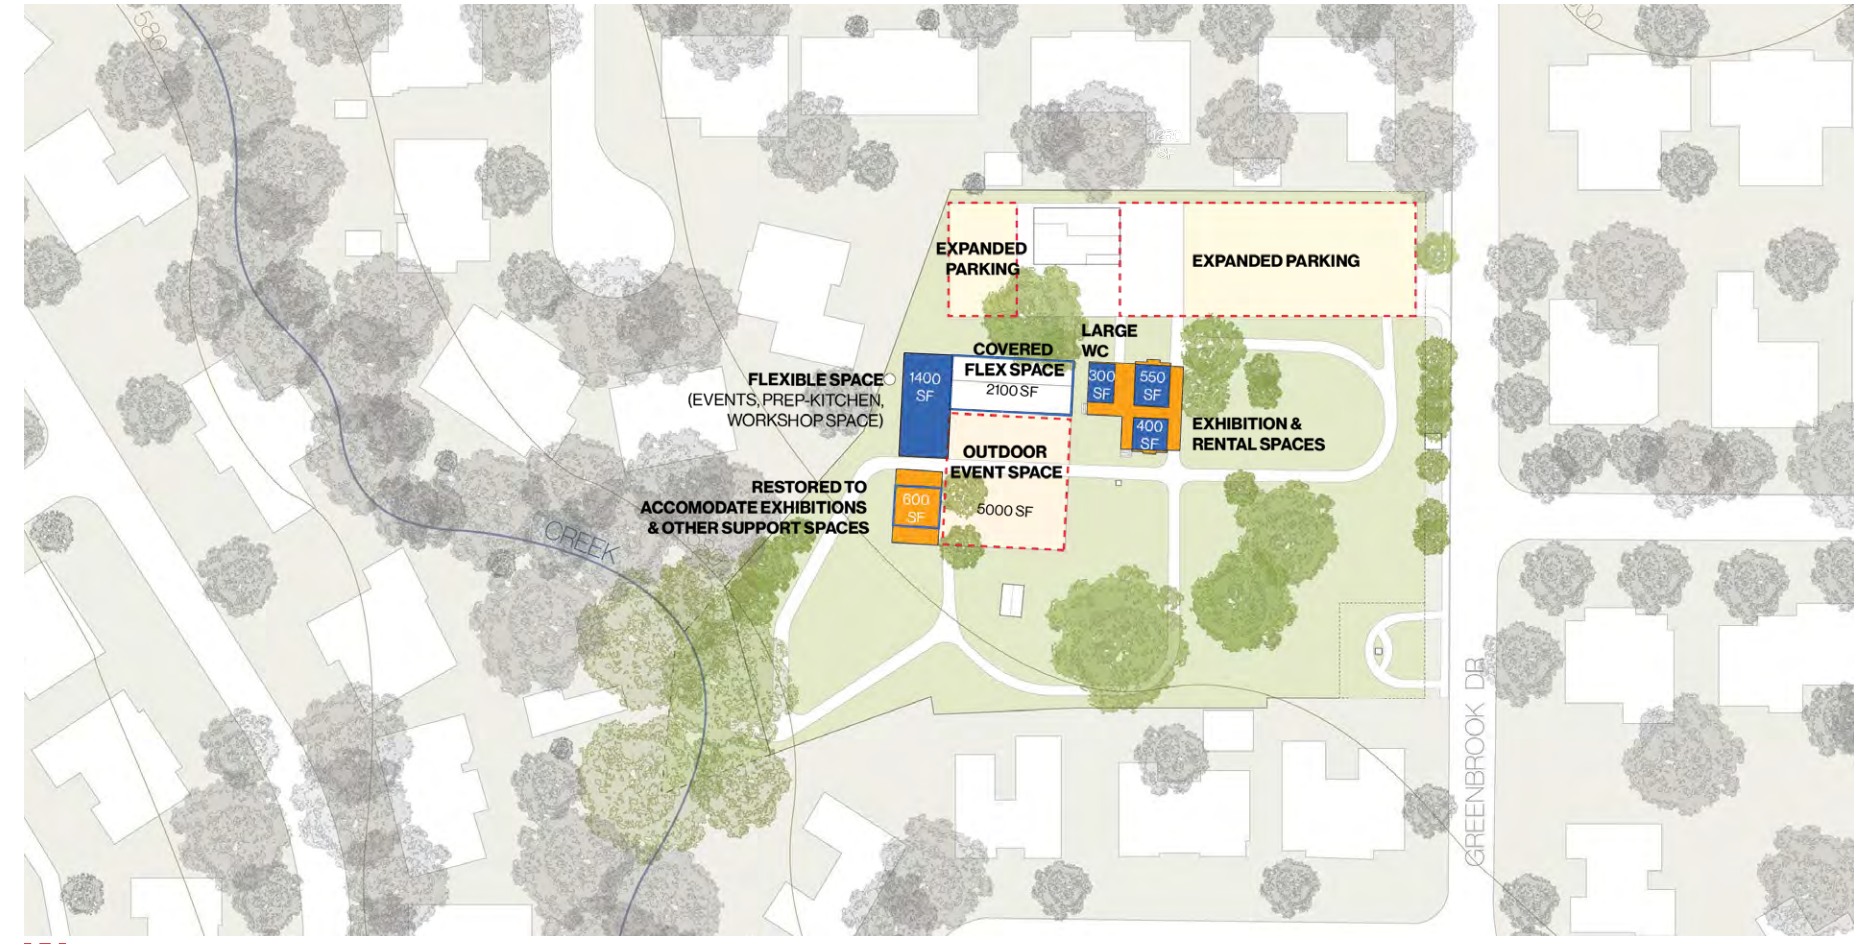 580
EXPANDED
PARKING
EXPANDED PARKING
LARGE
WC
COVERED
FLEX SPACE
2100 SF
1400
SF
300
SF
550
SF
400
SF
FLEXIBLE SPACE
(EVENTS, PREP-KITCHEN,
WORKSHOP SPACE)
EXHIBITION &
RENTAL SPACES
OUTDOOR
EVENT SPACE
5000 SF
RESTORED TO
ACCOMODATE EXHIBITIONS
& OTHER SUPPORT SPACES
600
SF
CREEK
GREENBROOK DR